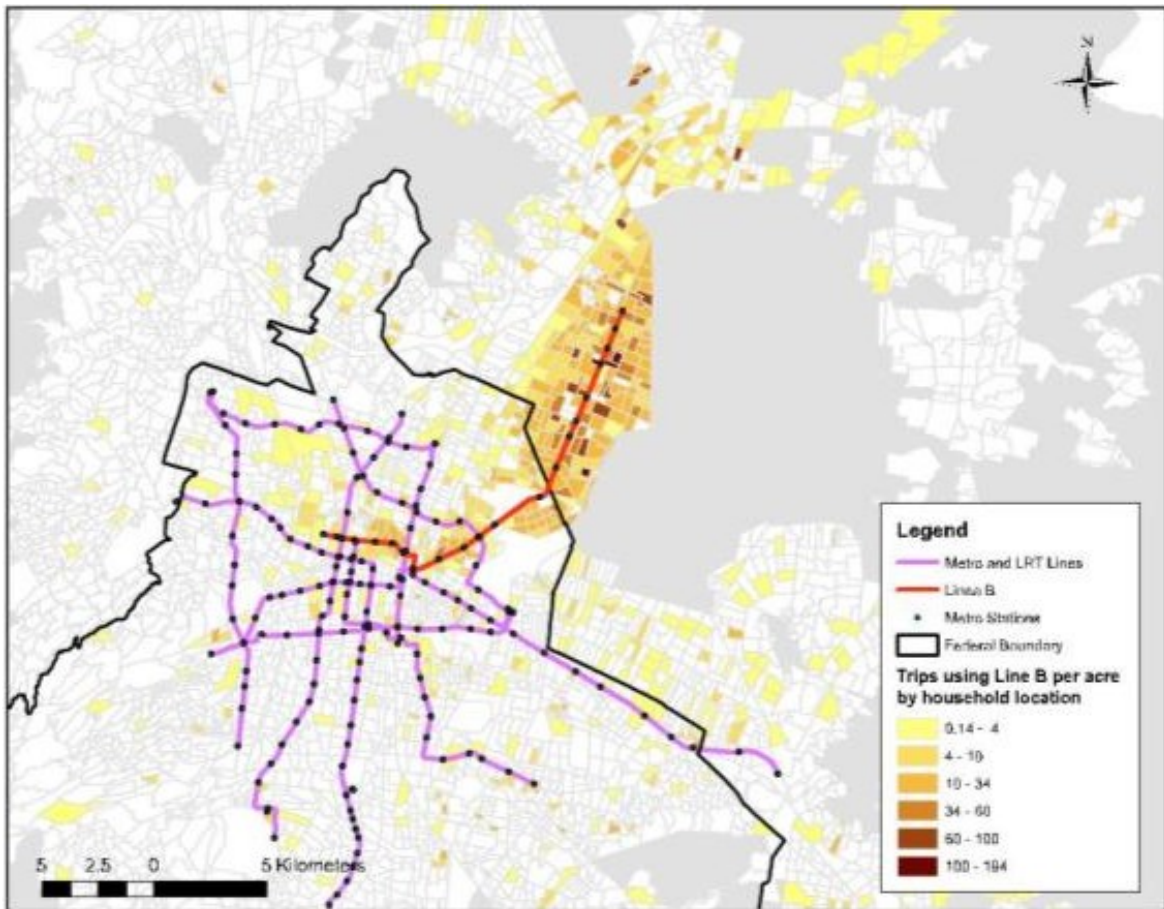 N
Legend
Metro and LRT Lines
Linea B
Metro Stations
Federal Boundary
Trips using Line B per acre
by household location
0.14 - 4
4 - 10
10 - 34
34 - 60
60 - 100
100 - 194
5 2.5 0 5 Kilometers